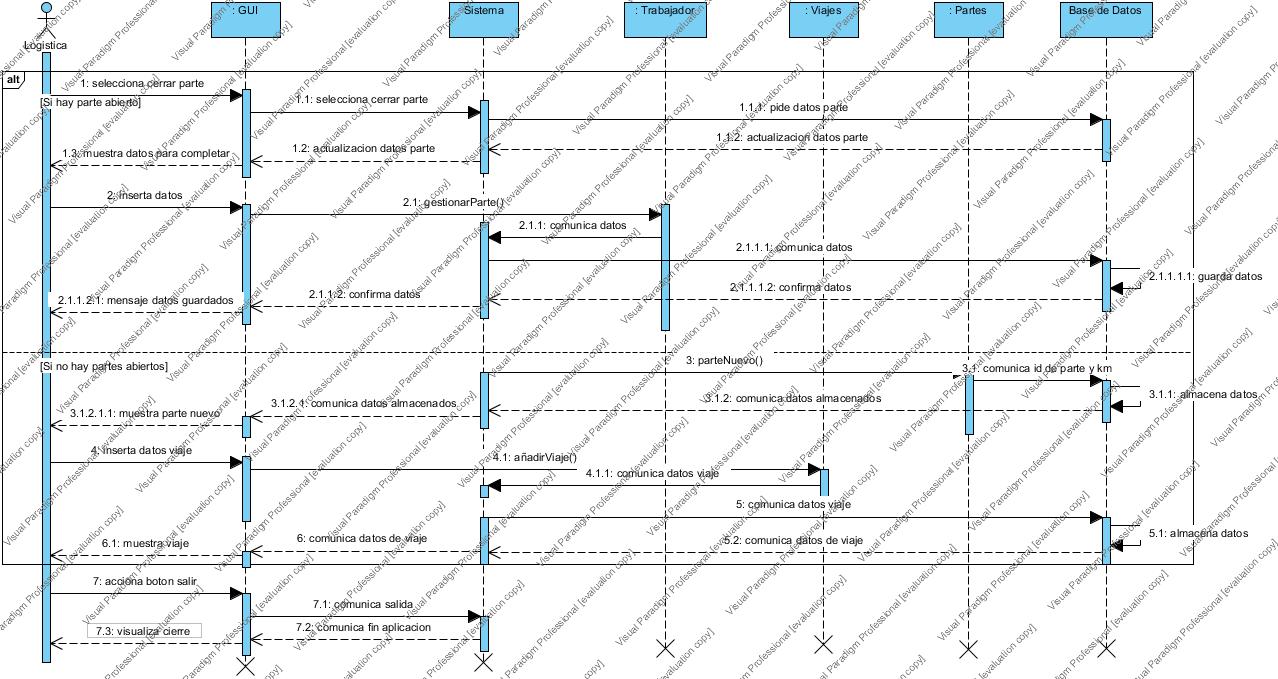 : GUI
Sistema
: Trabajador
: Viajes
: Partes
Base de Datos
Logistica
alt
1: selecciona cerrar parte
[Si hay parte abierto]
1.1: selecciona cerrar parte
1.1.1: pide datos parte
1.1.2: actualizacion datos parte
1.2: actualizacion datos parte
1.3: muestra datos para completar
2: inserta datos
2.1: gestionarParte()
2.1.1: comunica datos
2.1.1.1: comunica datos
2.1.1.1.1: guarda datos
2.1.1.1.2: confirma datos
2.1.1.2: confirma datos
2.1.1.2.1: mensaje datos guardados
[Si no hay partes abiertos]
3: parteNuevo()
3.1: comunica id de parte y km
3.1.1: almacena datos
3.1.2: comunica datos almacenados
3.1.2.1: comunica datos almacenados
3.1.2.1.1: muestra parte nuevo
4: inserta datos viaje
4.1: añadirViaje()
4.1.1: comunica datos viaje
5: comunica datos viaje
5.1: almacena datos
5.2: comunica datos de viaje
6: comunica datos de viaje
6.1: muestra viaje
7: acciona boton salir
7.1: comunica salida
7.2: comunica fin aplicacion
7.3: visualiza cierre
Visual Paradigm Professional [evaluation copy]